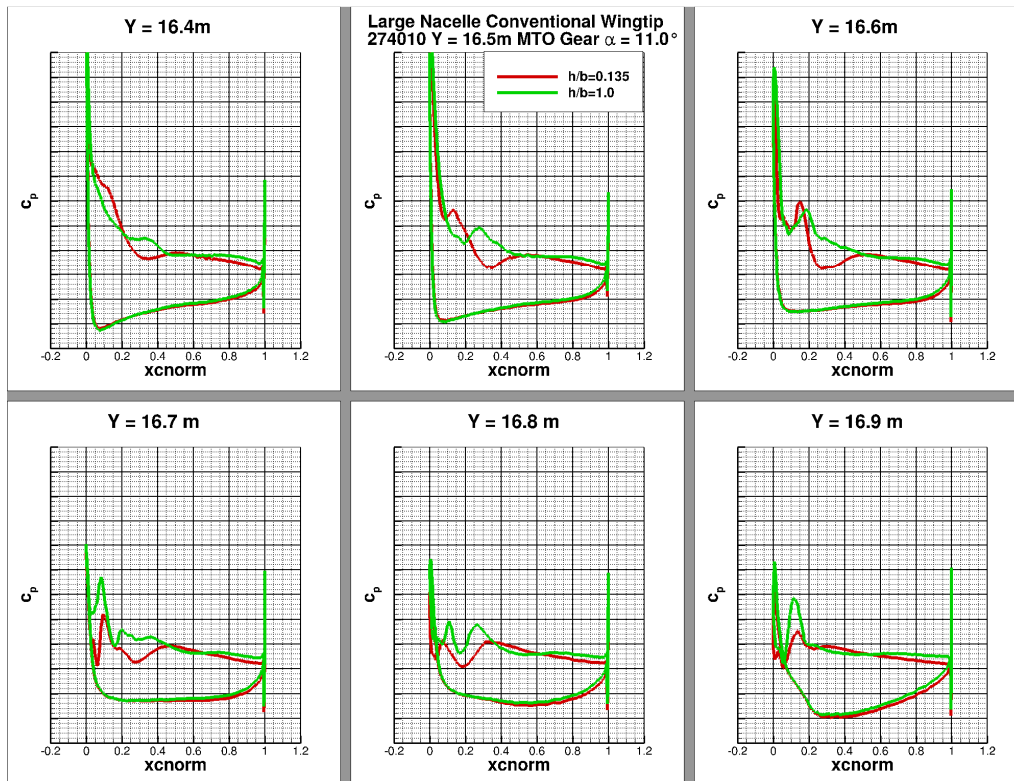 Y = 16.4m
Large Nacelle Conventional Wingtip
274010 Y = 16.5m MTO Gear α = 11.0°
Y = 16.6m
h/b=0.135
h/b=1.0
cp
cp
cp
-0.2 0 0.2 0.4 0.6 0.8 1 1.2
-0.2 0 0.2 0.4 0.6 0.8 1 1.2
-0.2 0 0.2 0.4 0.6 0.8 1 1.2
xcnorm
xcnorm
xcnorm
Y = 16.7 m
Y = 16.8 m
Y = 16.9 m
cp
cp
cp
-0.2 0 0.2 0.4 0.6 0.8 1 1.2
-0.2 0 0.2 0.4 0.6 0.8 1 1.2
-0.2 0 0.2 0.4 0.6 0.8 1 1.2
xcnorm
xcnorm
xcnorm